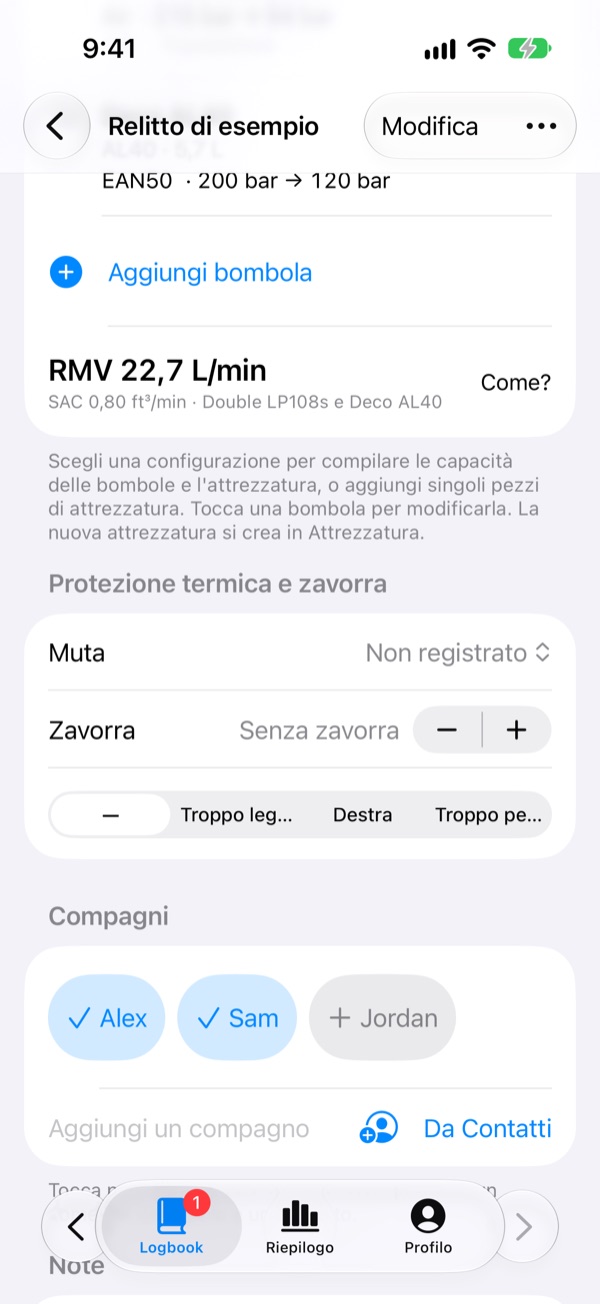 9:41
Relitto di esempio
Modifica
EAN50 · 200 bar → 120 bar
Aggiungi bombola
RMV 22,7 L/min
SAC 0,80 ft³/min · Double LP108s e Deco AL40
Come?
Scegli una configurazione per compilare le capacità
delle bombole e l'attrezzatura, o aggiungi singoli pezzi
di attrezzatura. Tocca una bombola per modificarla. La
nuova attrezzatura si crea in Attrezzatura.
Protezione termica e zavorra
Muta
Non registrato
Zavorra
Senza zavorra
− +
— Troppo leg... Destra Troppo pe...
Compagni
✓ Alex ✓ Sam + Jordan
Aggiungi un compagno
Da Contatti
Tocca
1
Logbook
Riepilogo
Profilo
Note